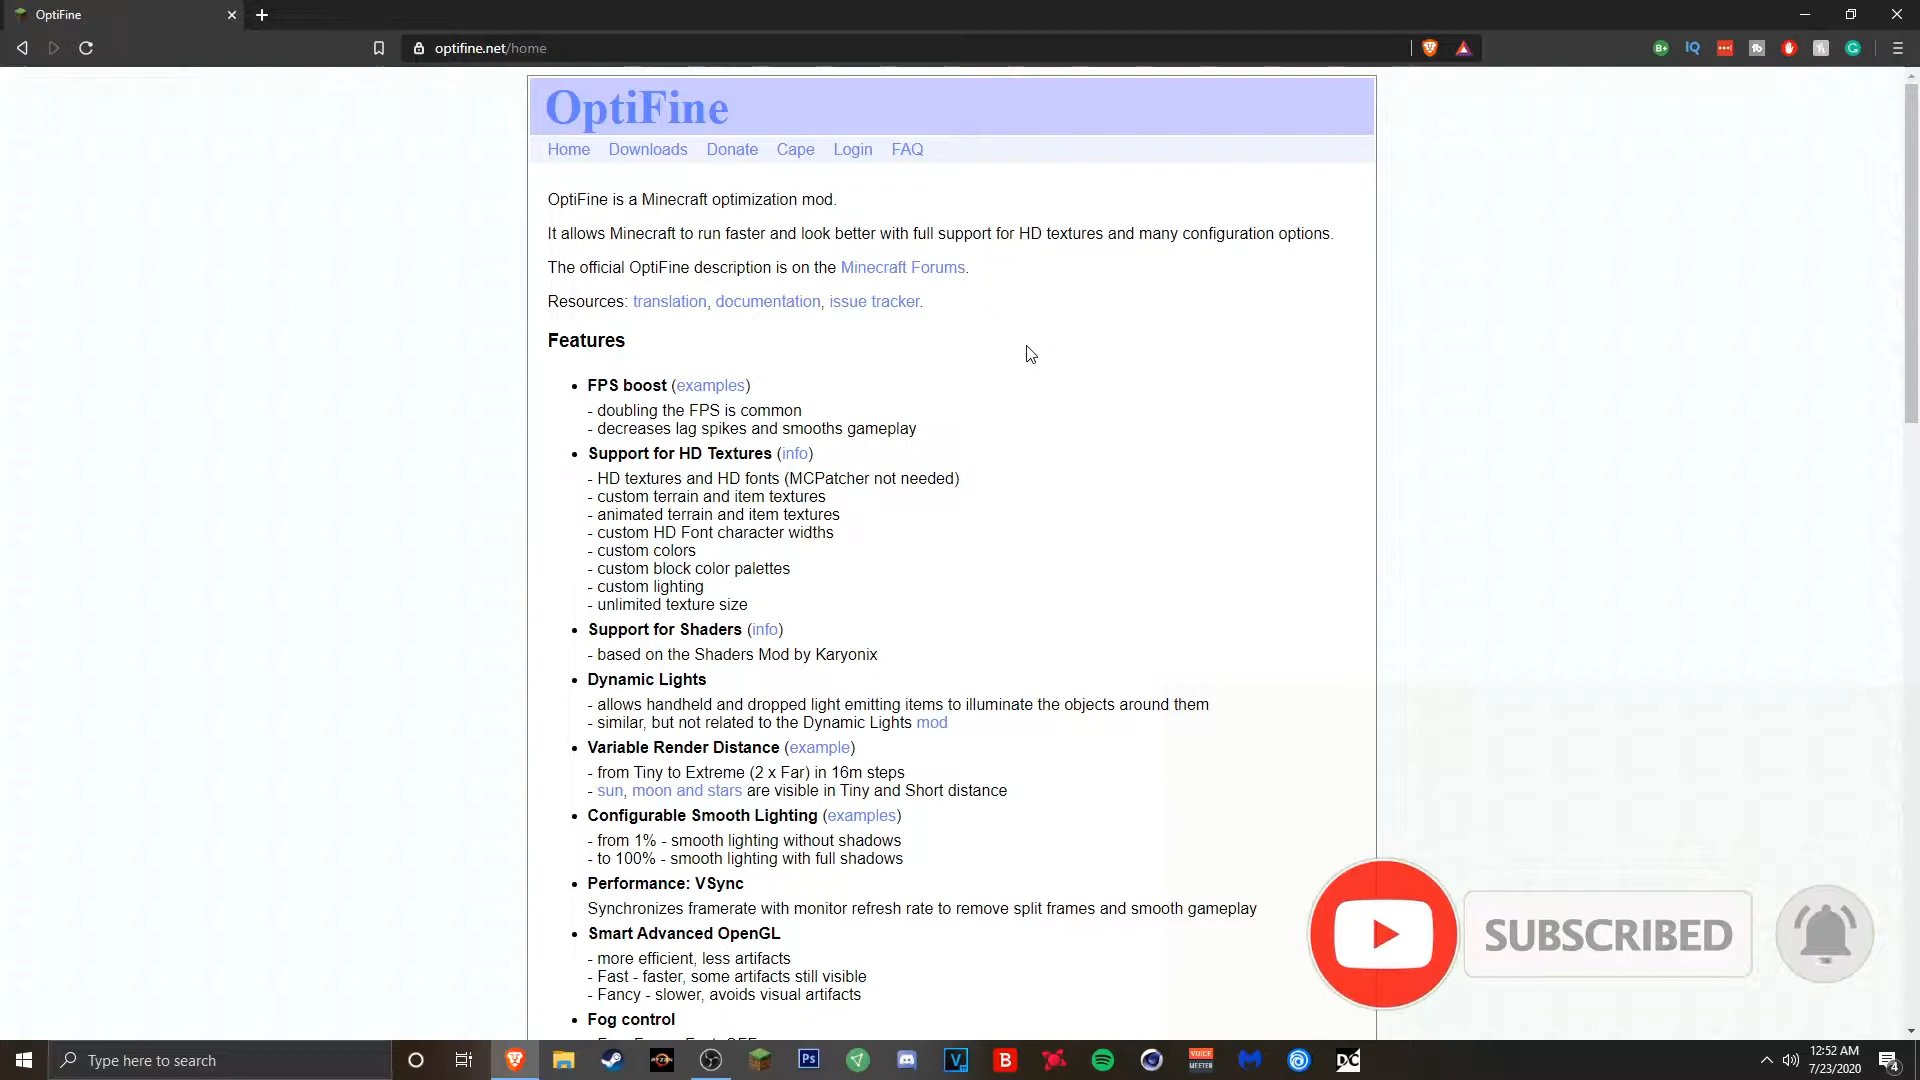 OptiFine
optifine.net/home
OptiFine
Home Downloads Donate Cape Login FAQ
OptiFine is a Minecraft optimization mod.
It allows Minecraft to run faster and look better with full support for HD textures and many configuration options.
The official OptiFine description is on the Minecraft Forums.
Resources: translation, documentation, issue tracker.
Features
FPS boost (examples)
- doubling the FPS is common
- decreases lag spikes and smooths gameplay
Support for HD Textures (info)
- HD textures and HD fonts (MCPatcher not needed)
- custom terrain and item textures
- animated terrain and item textures
- custom HD Font character widths
- custom colors
- custom block color palettes
- custom lighting
- unlimited texture size
Support for Shaders (info)
- based on the Shaders Mod by Karyonix
Dynamic Lights
- allows handheld and dropped light emitting items to illuminate the objects around them
- similar, but not related to the Dynamic Lights mod
Variable Render Distance (example)
- from Tiny to Extreme (2 x Far) in 16m steps
- sun, moon and stars are visible in Tiny and Short distance
Configurable Smooth Lighting (examples)
- from 1% - smooth lighting without shadows
- to 100% - smooth lighting with full shadows
Performance: VSync
Synchronizes framerate with monitor refresh rate to remove split frames and smooth gameplay
Smart Advanced OpenGL
- more efficient, less artifacts
- Fast - faster, some artifacts still visible
- Fancy - slower, avoids visual artifacts
Fog control
SUBSCRIBED
Type here to search
12:52 AM
7/23/2020